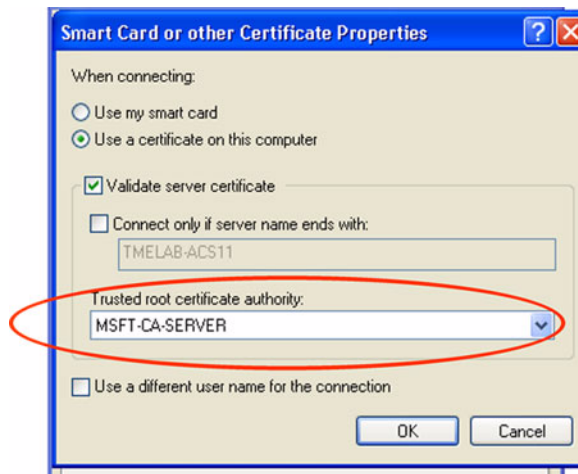 Smart Card or other Certificate Properties
When connecting:
Use my smart card
Use a certificate on this computer
Validate server certificate
Connect only if server name ends with:
TMELAB-ACS11
Trusted root certificate authority:
MSFT-CA-SERVER
Use a different user name for the connection
OK Cancel